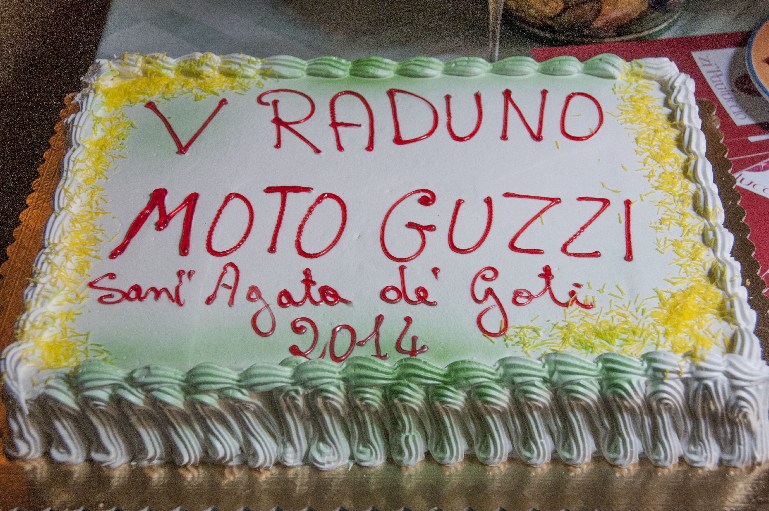 V RADUNO
MOTO GUZZI
Sant' Agata de' Goti
2014